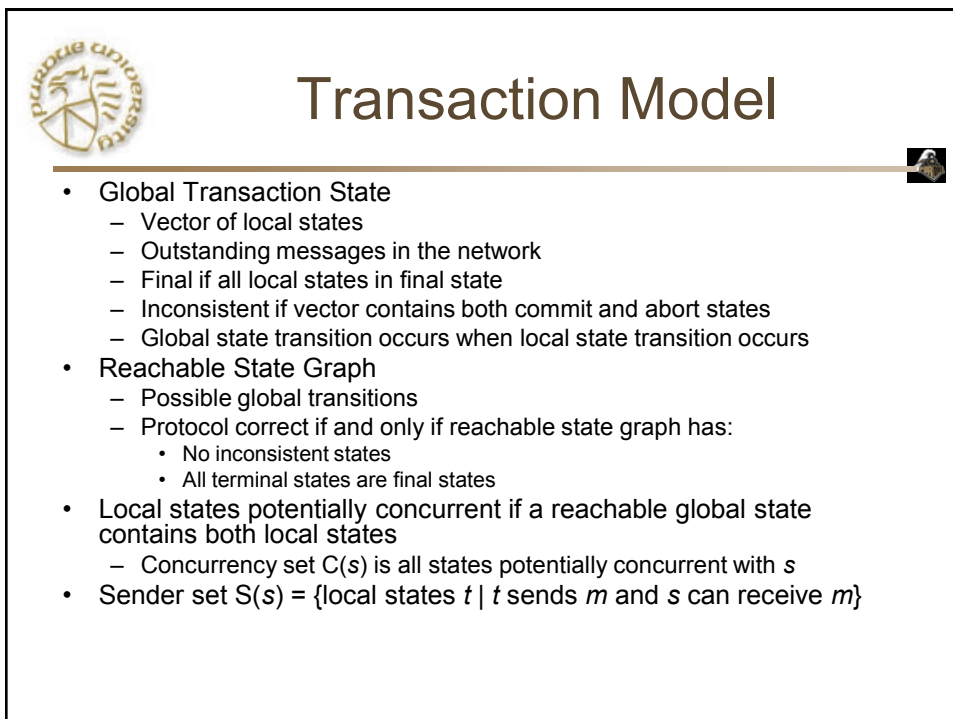 PURDUE UNIVERSITY
Transaction Model
• Global Transaction State
– Vector of local states
– Outstanding messages in the network
– Final if all local states in final state
– Inconsistent if vector contains both commit and abort states
– Global state transition occurs when local state transition occurs
• Reachable State Graph
– Possible global transitions
– Protocol correct if and only if reachable state graph has:
• No inconsistent states
• All terminal states are final states
• Local states potentially concurrent if a reachable global state
contains both local states
– Concurrency set C(s) is all states potentially concurrent with s
• Sender set S(s) = {local states t | t sends m and s can receive m}